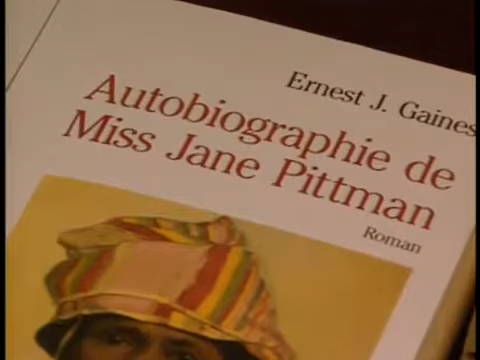 Ernest J. Gaines
Autobiographie de
Miss Jane Pittman
Roman